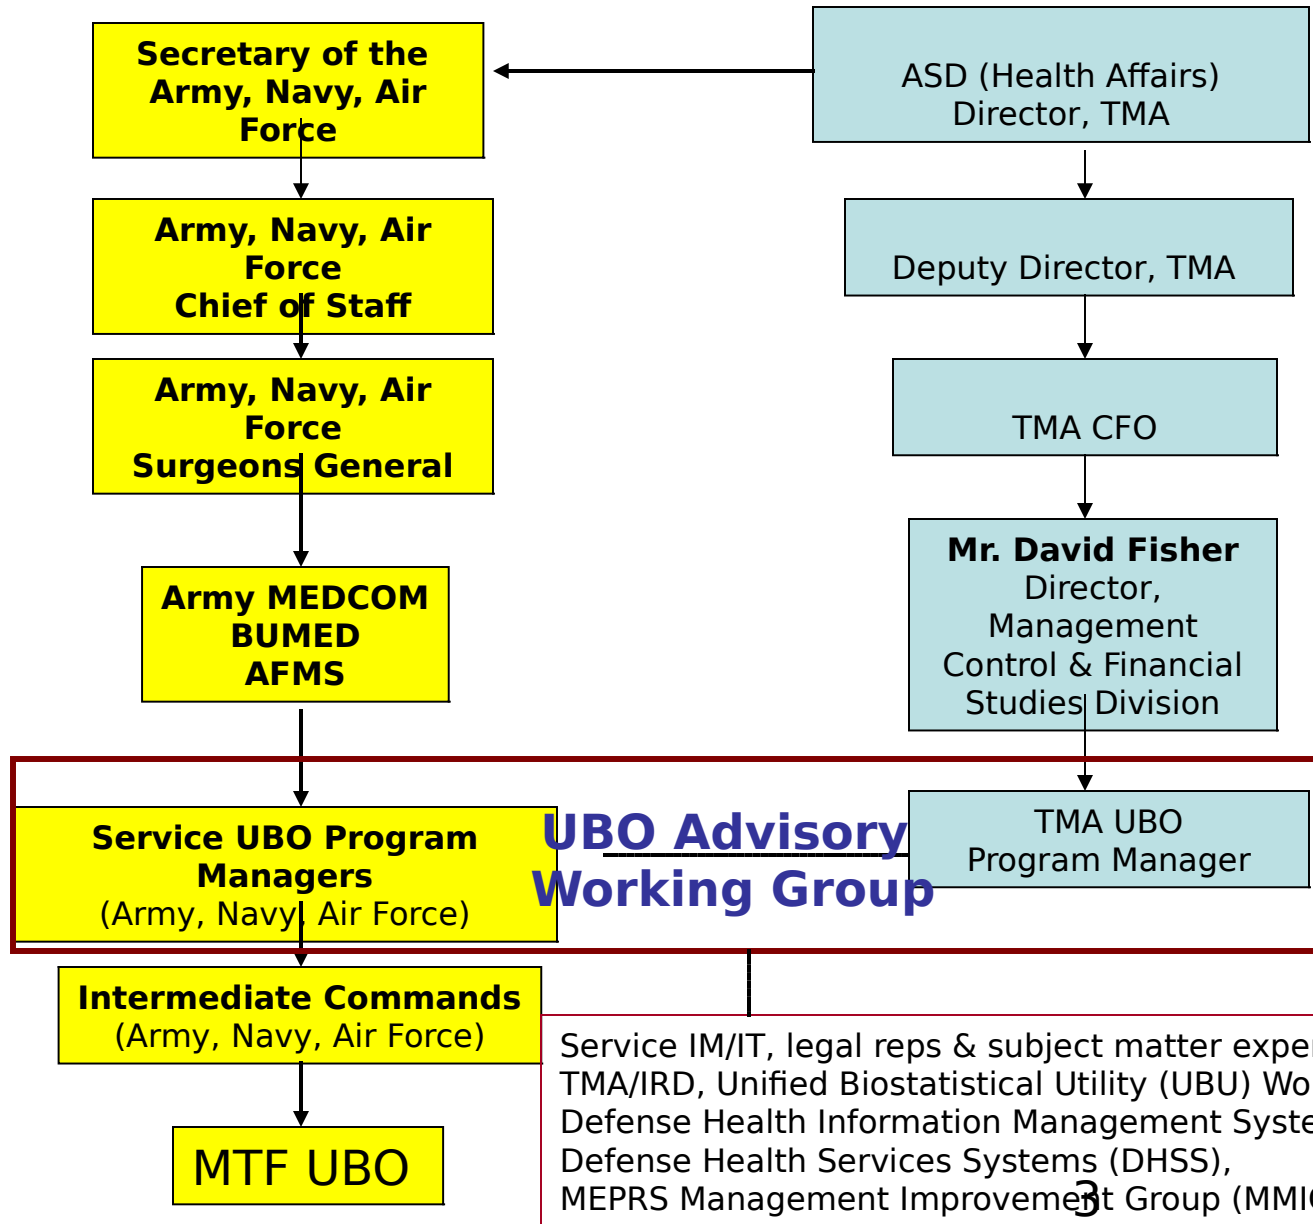 Secretary of the
Army, Navy, Air
Force
ASD (Health Affairs)
Director, TMA
Army, Navy, Air
Force
Chief of Staff
Deputy Director, TMA
Army, Navy, Air
Force
Surgeons General
TMA CFO
Mr. David Fisher
Director,
Management
Control & Financial
Studies Division
Army MEDCOM
BUMED
AFMS
Service UBO Program
Managers
(Army, Navy, Air Force)
UBO Advisory
Working Group
TMA UBO
Program Manager
Intermediate Commands
(Army, Navy, Air Force)
MTF UBO
Service IM/IT, legal reps & subject matter
TMA/IRD, Unified Biostatistical Utility (UBU)
Defense Health Information Management
Defense Health Services Systems (DHSS),
MEPRS Management Improvement Group
3